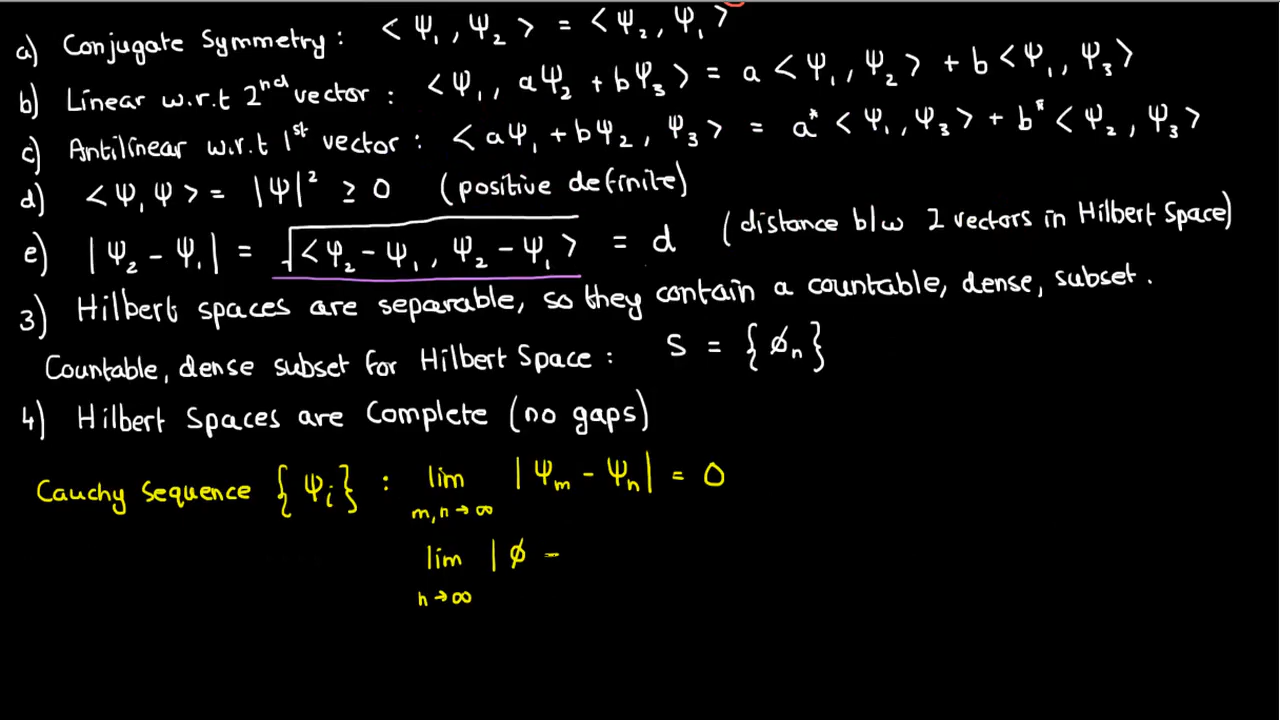 a) Conjugate Symmetry : < Ψ₁ , Ψ₂ > = < Ψ₂ , Ψ₁ >
b) Linear w.r.t 2ⁿᵈ vector : < Ψ₁ , aΨ₂ + bΨ₃ > = a < Ψ₁ , Ψ₂ > + b < Ψ₁ , Ψ₃ >
c) Antilinear w.r.t 1ˢᵗ vector : < aΨ₁ + bΨ₂ , Ψ₃ > = a* < Ψ₁ , Ψ₃ > + b* < Ψ₂ , Ψ₃ >
d) < Ψ, Ψ > = |Ψ|² ≥ 0 (positive definite)
e) | Ψ₂ - Ψ₁ | = √< Ψ₂ - Ψ₁ , Ψ₂ - Ψ₁ > = d (distance b/w 2 vectors in Hilbert Space)
3) Hilbert spaces are separable, so they contain a countable, dense, subset.
Countable, dense subset for Hilbert Space : S = { ϕₙ }
4) Hilbert Spaces are Complete (no gaps)
Cauchy Sequence { Ψᵢ } : lim | Ψₘ - Ψₙ | = 0
m, n → ∞
lim | ϕ -
n → ∞